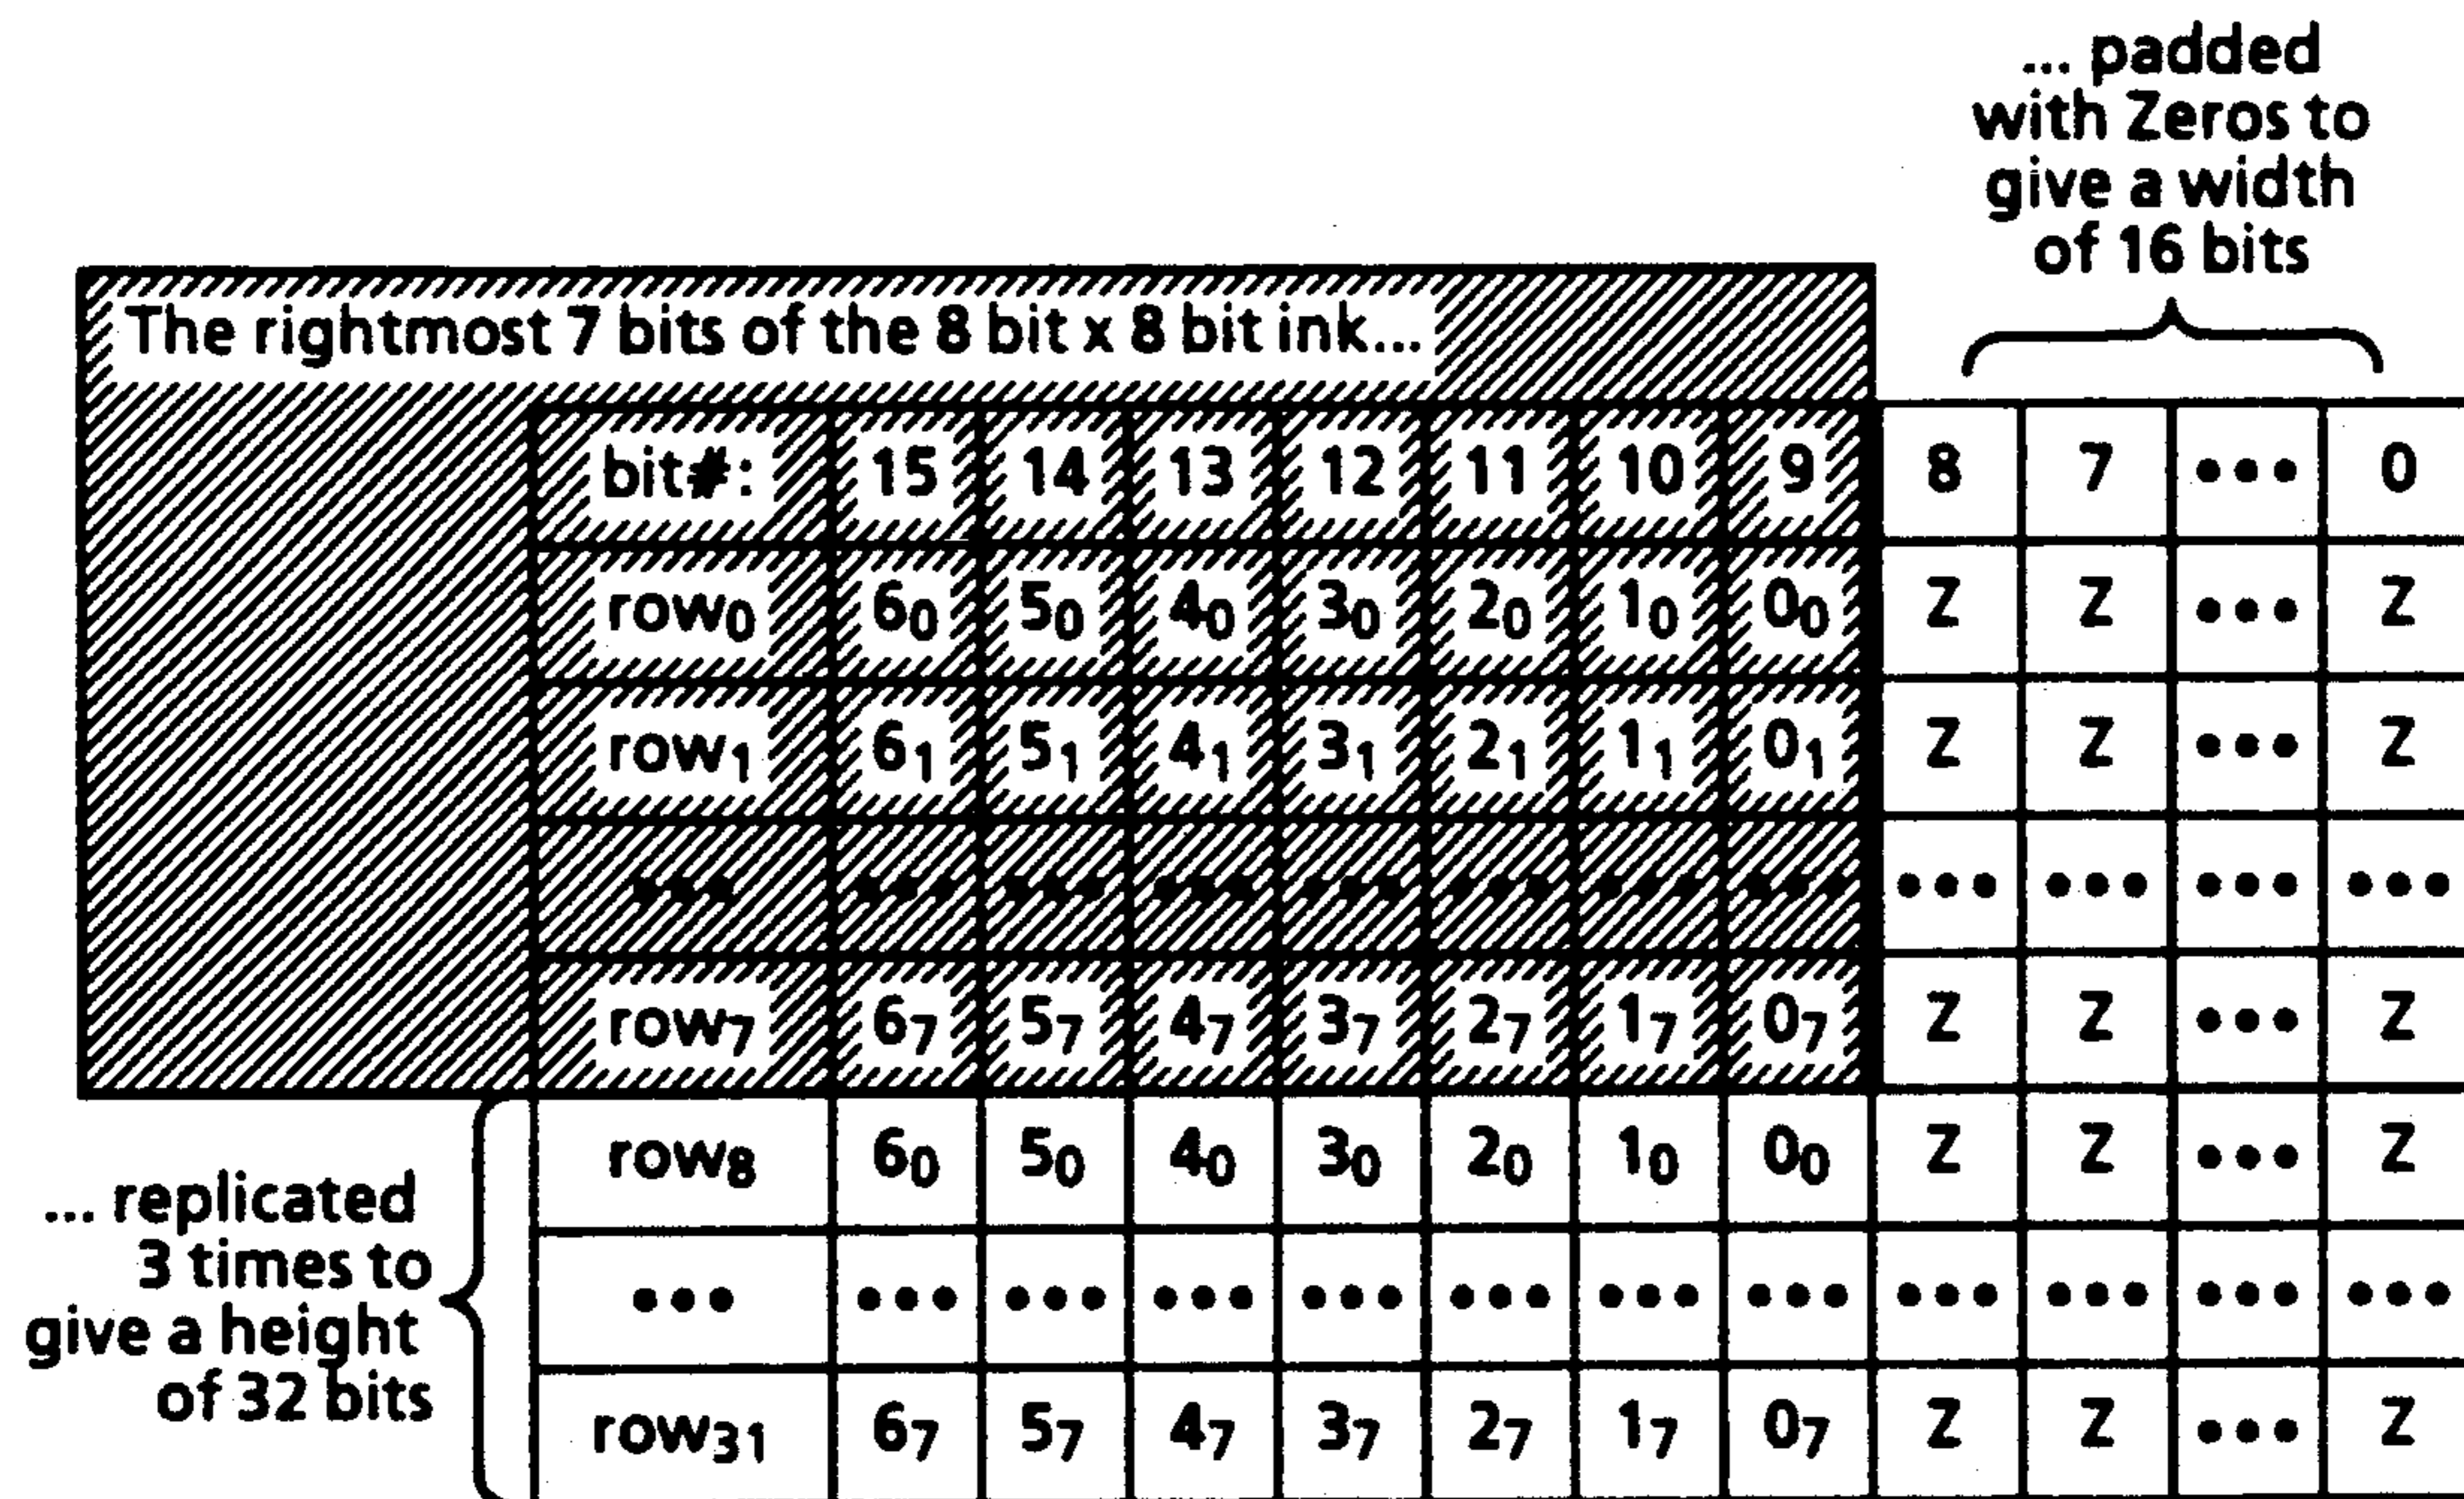 ... padded
with Zeros to
give a width
of 16 bits
The rightmost 7 bits of the 8 bit x 8 bit ink...
bit#: 15 14 13 12 11 10 9 8 7 ••• 0
row₀ 6₀ 5₀ 4₀ 3₀ 2₀ 1₀ 0₀ Z Z ••• Z
row₁ 6₁ 5₁ 4₁ 3₁ 2₁ 1₁ 0₁ Z Z ••• Z
••• ••• ••• ••• ••• ••• ••• ••• ••• ••• ••• •••
row₇ 6₇ 5₇ 4₇ 3₇ 2₇ 1₇ 0₇ Z Z ••• Z
row₈ 6₀ 5₀ 4₀ 3₀ 2₀ 1₀ 0₀ Z Z ••• Z
••• ••• ••• ••• ••• ••• ••• ••• ••• ••• ••• •••
row₃₁ 6₇ 5₇ 4₇ 3₇ 2₇ 1₇ 0₇ Z Z ••• Z
... replicated
3 times to
give a height
of 32 bits